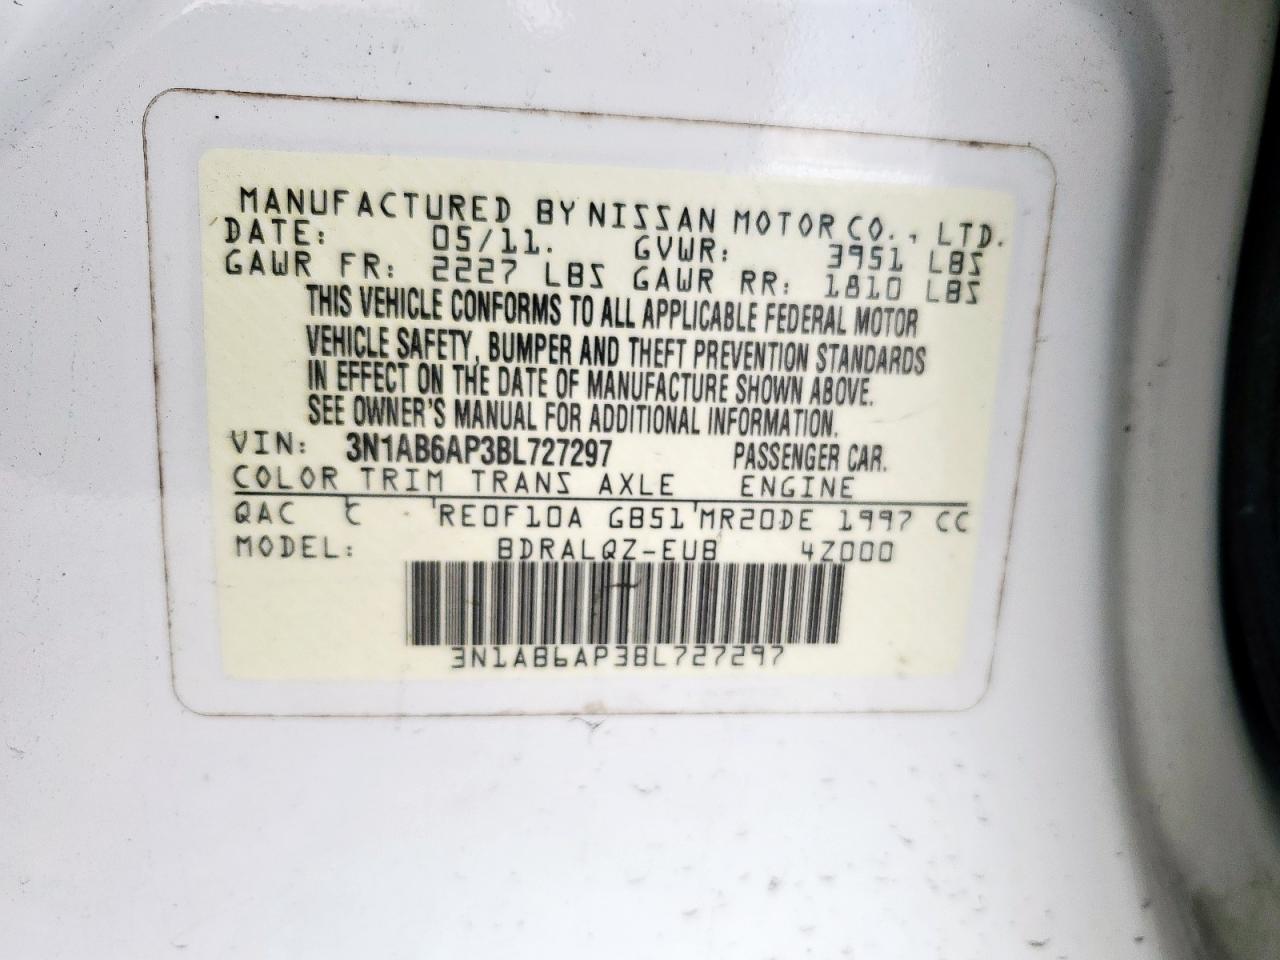 MANUFACTURED BY NISSAN MOTOR CO., LTD.
DATE: 05/11. GVWR: 3951 LBS
GAWR FR: 2227 LBS GAWR RR: 1810 LBS
THIS VEHICLE CONFORMS TO ALL APPLICABLE FEDERAL MOTOR
VEHICLE SAFETY, BUMPER AND THEFT PREVENTION STANDARDS
IN EFFECT ON THE DATE OF MANUFACTURE SHOWN ABOVE.
SEE OWNER'S MANUAL FOR ADDITIONAL INFORMATION.
VIN: 3N1AB6AP3BL727297 PASSENGER CAR.
COLOR TRIM TRANS AXLE ENGINE
QAC C RE0F10A GB51 MR20DE 1997 CC
MODEL: BDRALQZ-EUB 4Z000
3N1AB6AP3BL727297